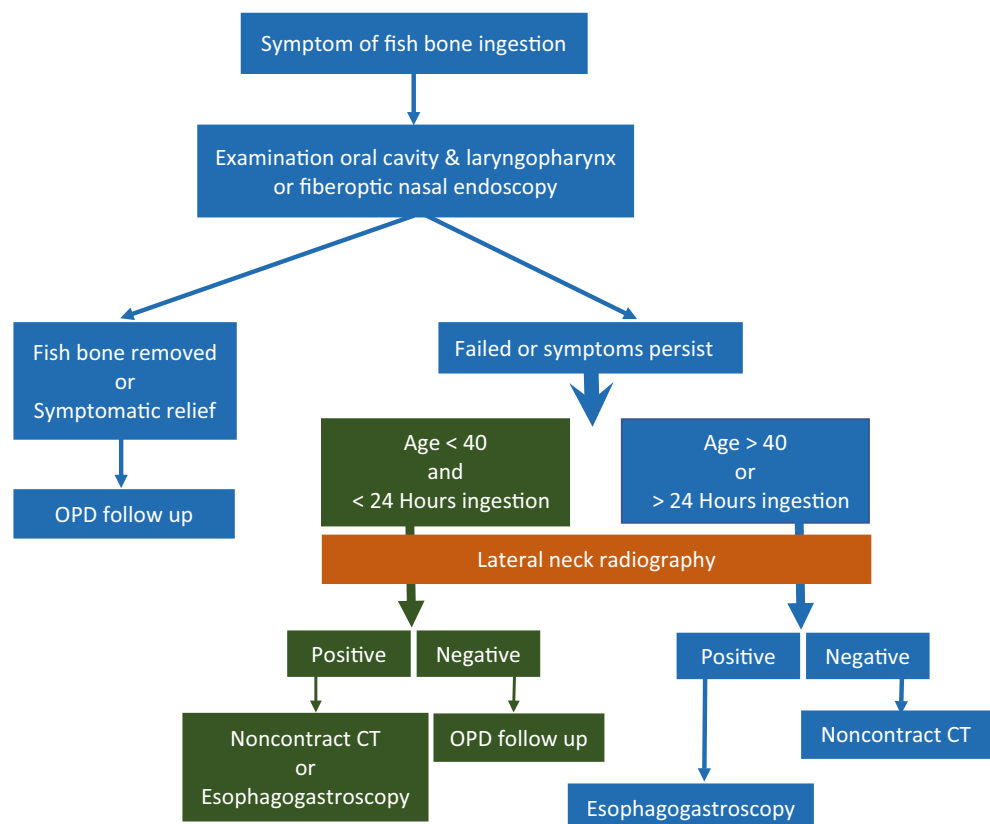 Symptom of fish bone ingestion
Examination oral cavity & laryngopharynx
or fiberoptic nasal endoscopy
Fish bone removed
or
Symptomatic relief
OPD follow up
Failed or symptoms persist
Age < 40
and
< 24 Hours ingestion
Age > 40
or
> 24 Hours ingestion
Lateral neck radiography
Positive
Negative
Noncontract CT
or
Esophagogastroscopy
OPD follow up
Positive
Negative
Esophagogastroscopy
Noncontract CT